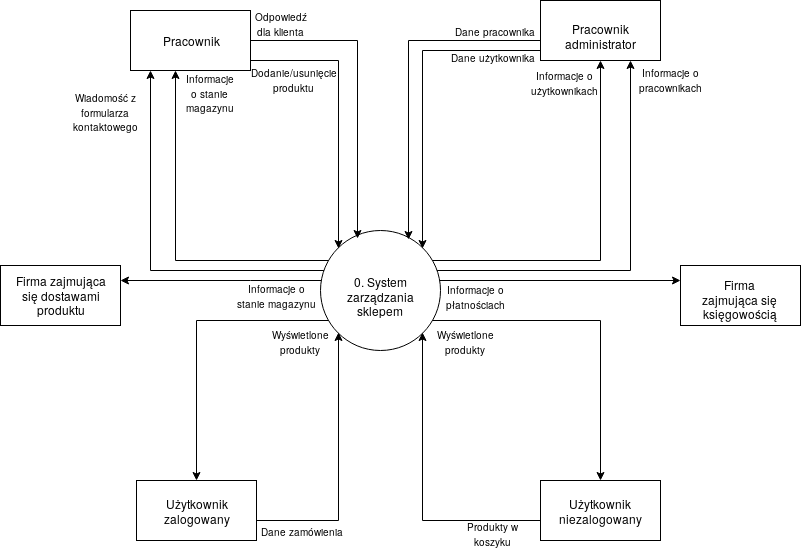 Pracownik
Odpowiedź
dla klienta
Dane pracownika
Dane użytkownika
Pracownik
administrator
Wiadomość z
formularza
kontaktowego
Informacje
o stanie
magazynu
Dodanie/usunięcie
produktu
Informacje o
użytkownikach
Informacje o
pracownikach
Firma zajmująca
się dostawami
produktu
Informacje o
stanie magazynu
0. System
zarządzania
sklepem
Informacje o
płatnościach
Firma
zajmująca się
księgowością
Wyświetlone
produkty
Wyświetlone
produkty
Użytkownik
zalogowany
Dane zamówienia
Produkty w
koszyku
Użytkownik
niezalogowany